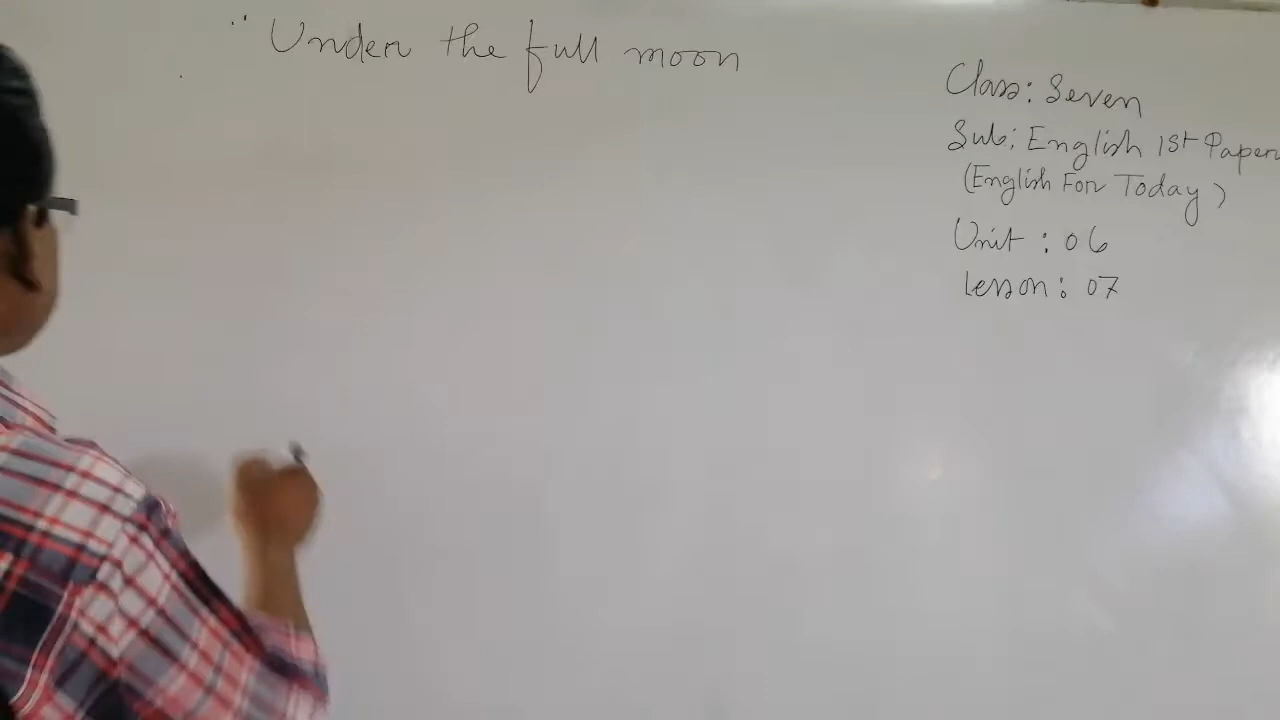 " Under the full moon
Class: Seven
Sub: English 1st Paper
(English For Today)
Unit : 06
Lesson: 07